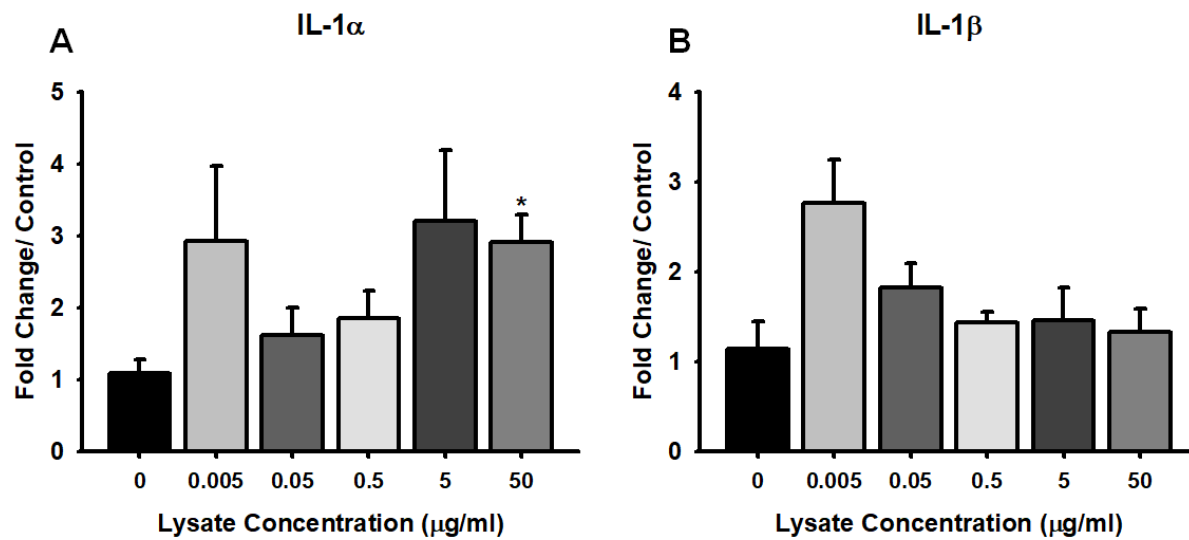 A
IL-1α
Fold Change/ Control
5
4
3
2
1
0
*
0 0.005 0.05 0.5 5 50
Lysate Concentration (μg/ml)
B
IL-1β
Fold Change/ Control
4
3
2
1
0
0 0.005 0.05 0.5 5 50
Lysate Concentration (μg/ml)